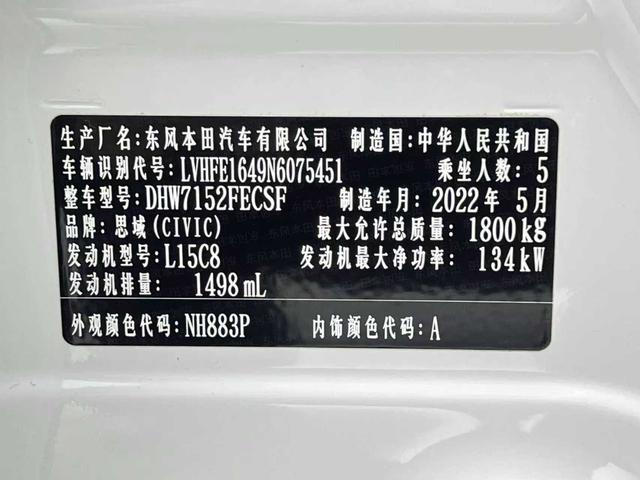 生产厂名:东风本田汽车有限公司 制造国:中华人民共和国
车辆识别代号:LVHFE1649N6075451 乘坐人数:5
整车型号:DHW7152FECSF 制造年月:2022年5月
品牌:思域(CIVIC) 最大允许总质量:1800kg
发动机型号:L15C8 发动机最大净功率:134kW
发动机排量:1498mL
外观颜色代码:NH883P 内饰颜色代码:A